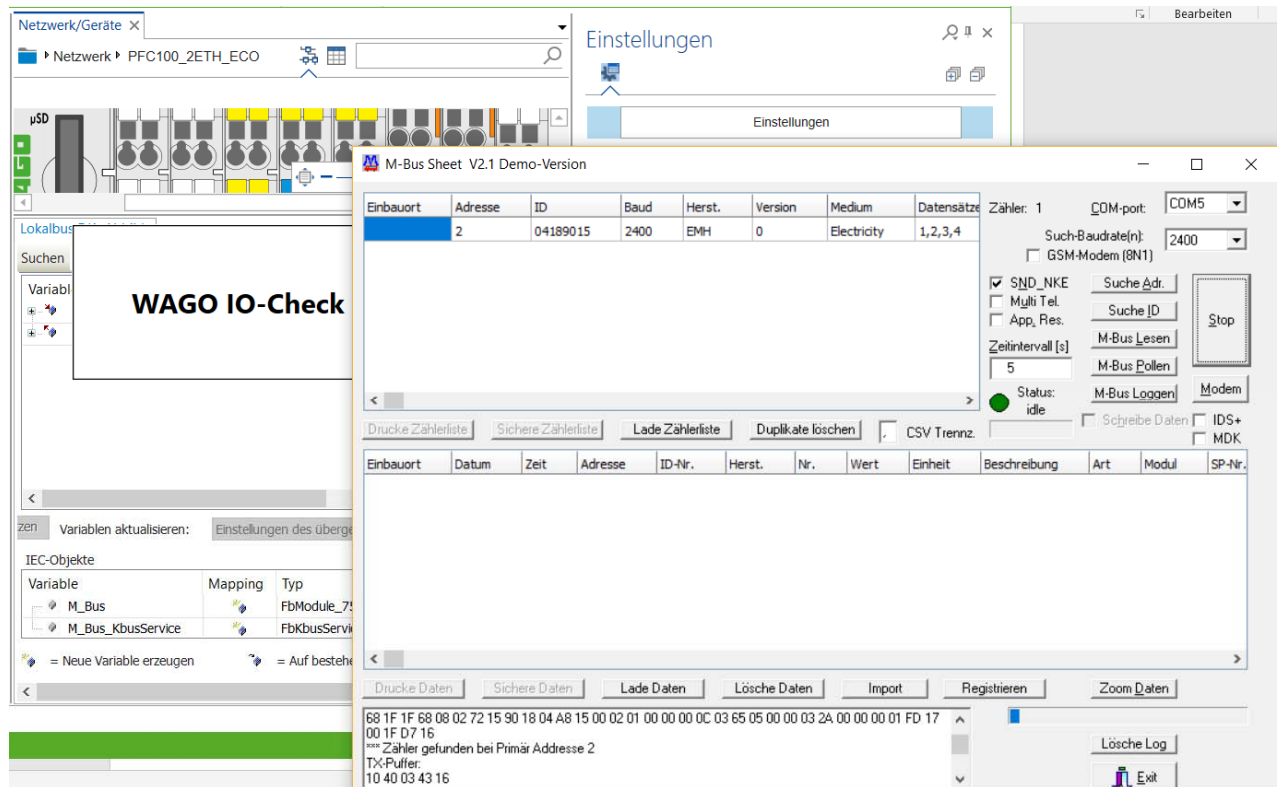 Bearbeiten
Netzwerk/Geräte
Netzwerk PFC100_2ETH_ECO
Einstellungen
Einstellungen
µSD
M-Bus Sheet V2.1 Demo-Version
Einbauort Adresse ID Baud Herst. Version Medium Datensätze
2 04189015 2400 EMH 0 Electricity 1,2,3,4
Zähler: 1 COM-port: COM5
Such-Baudrate(n): 2400
GSM-Modem (8N1)
SND_NKE Suche Adr.
Multi Tel. Suche ID Stop
App. Res. M-Bus Lesen
Zeitintervall [s]
5 M-Bus Pollen
Status: M-Bus Loggen Modem
idle
Schreibe Daten IDS+
MDK
Drucke Zählerliste Sichere Zählerliste Lade Zählerliste Duplikate löschen , CSV Trennz.
Einbauort Datum Zeit Adresse ID-Nr. Herst. Nr. Wert Einheit Beschreibung Art Modul SP-Nr.
Drucke Daten Sichere Daten Lade Daten Lösche Daten Import Registrieren Zoom Daten
68 1F 1F 68 08 02 72 15 90 18 04 A8 15 00 02 01 00 00 00 0C 03 65 05 00 00 03 2A 00 00 00 01 FD 17
00 1F D7 16
*** Zähler gefunden bei Primär Addresse 2
TX-Puffer:
10 40 03 43 16
Lösche Log
Exit
Lokalbus
Suchen
WAGO IO-Check
Variablen aktualisieren: Einstellungen des
IEC-Objekte
Variable Mapping Typ
M_Bus
M_Bus_KbusService
= Neue Variable erzeugen = Auf